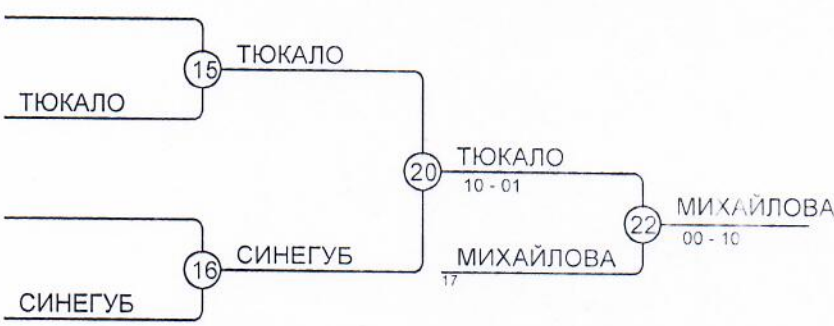 15
ТЮКАЛО
ТЮКАЛО
20
ТЮКАЛО
10 - 01
22
МИХАЙЛОВА
00 - 10
МИХАЙЛОВА
17
16
СИНЕГУБ
СИНЕГУБ